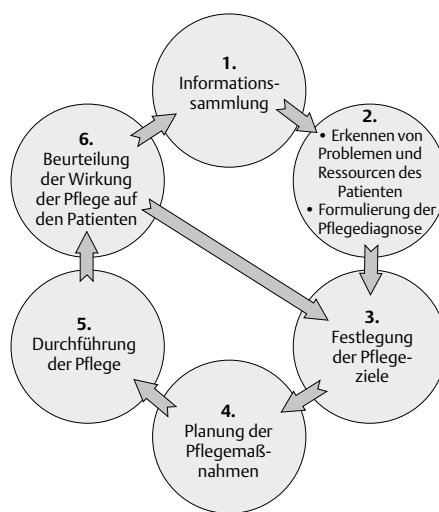 1.
Informations-
sammlung
2.
• Erkennen von
Problemen und
Ressourcen des
Patienten
• Formulierung der
Pflegediagnose
3.
Festlegung
der Pflege-
ziele
4.
Planung der
Pflegemaß-
nahmen
5.
Durchführung
der Pflege
6.
Beurteilung
der Wirkung
der Pflege auf
den Patienten